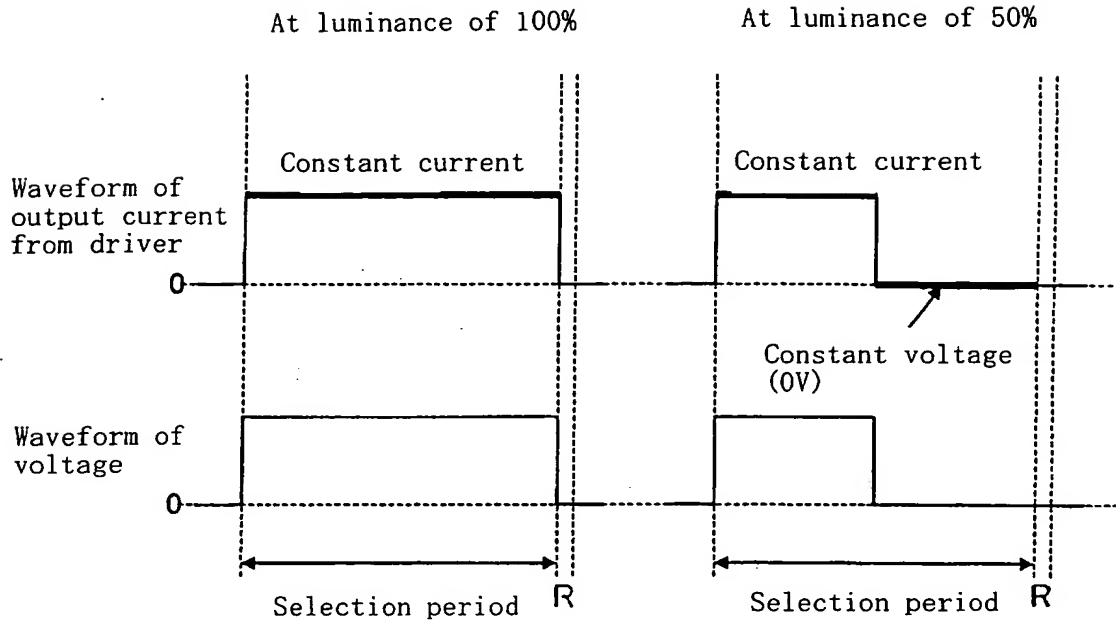 At luminance of 100%
At luminance of 50%
Constant current
Constant current
Waveform of
output current
from driver
0
Constant voltage
(0V)
Waveform of
voltage
0
Selection period
R
Selection period
R